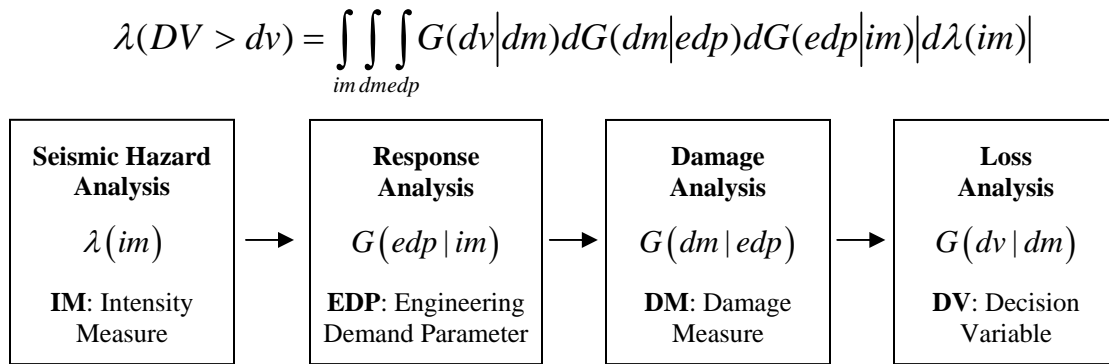 λ(DV > dv) = ∫∫∫G(dv|dm)dG(dm|edp)dG(edp|im)|dλ(im)|
im dm edp
Seismic Hazard
Analysis
λ(im)
IM: Intensity
Measure
Response
Analysis
G(edp | im)
EDP: Engineering
Demand Parameter
Damage
Analysis
G(dm | edp)
DM: Damage
Measure
Loss
Analysis
G(dv | dm)
DV: Decision
Variable